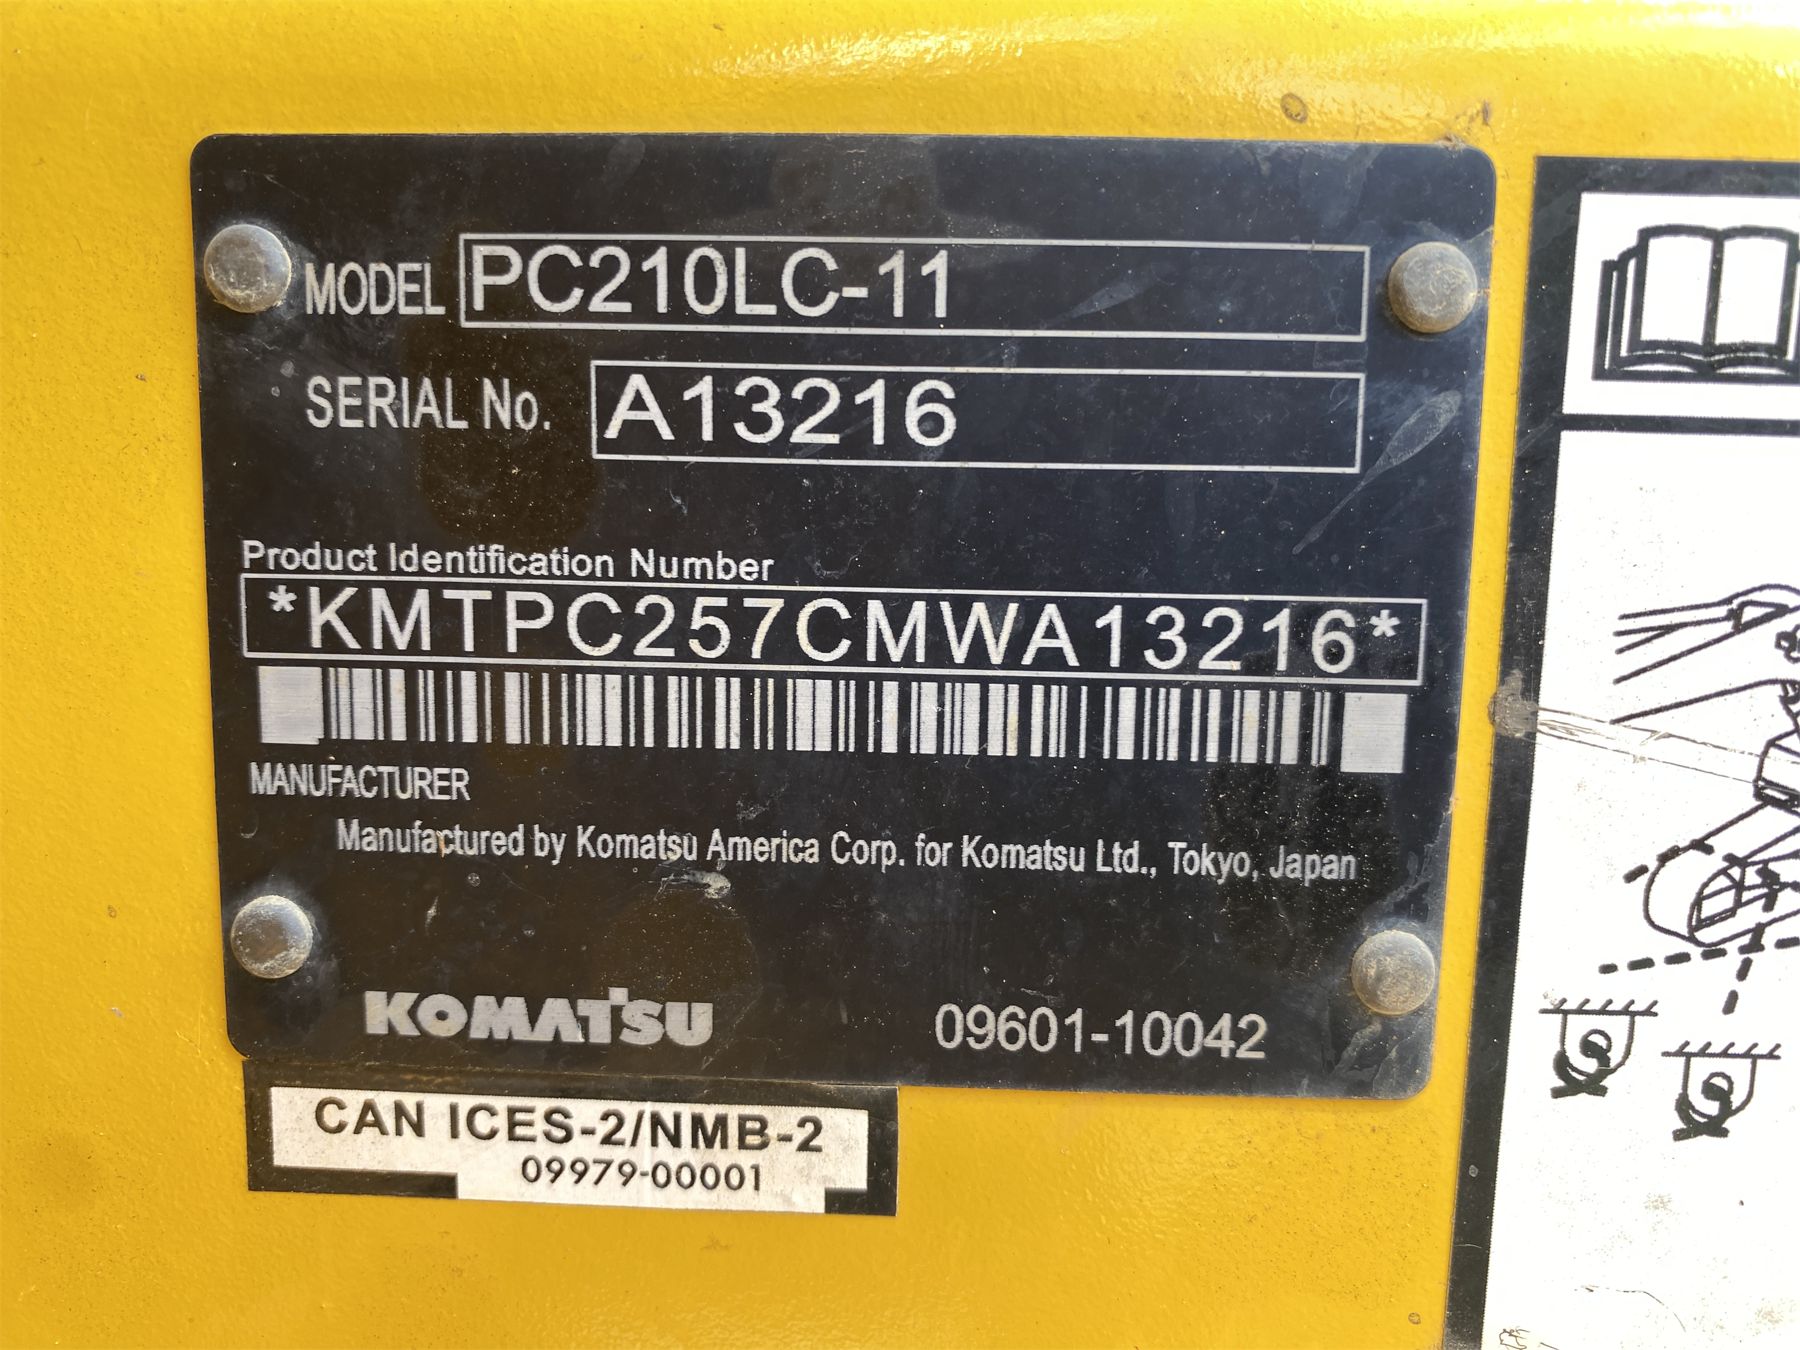 MODEL PC210LC-11
SERIAL No. A13216
Product Identification Number
*KMTPC257CMWA13216*
MANUFACTURER
Manufactured by Komatsu America Corp. for Komatsu Ltd., Tokyo, Japan
KOMATSU 09601-10042
CAN ICES-2/NMB-2
09979-00001